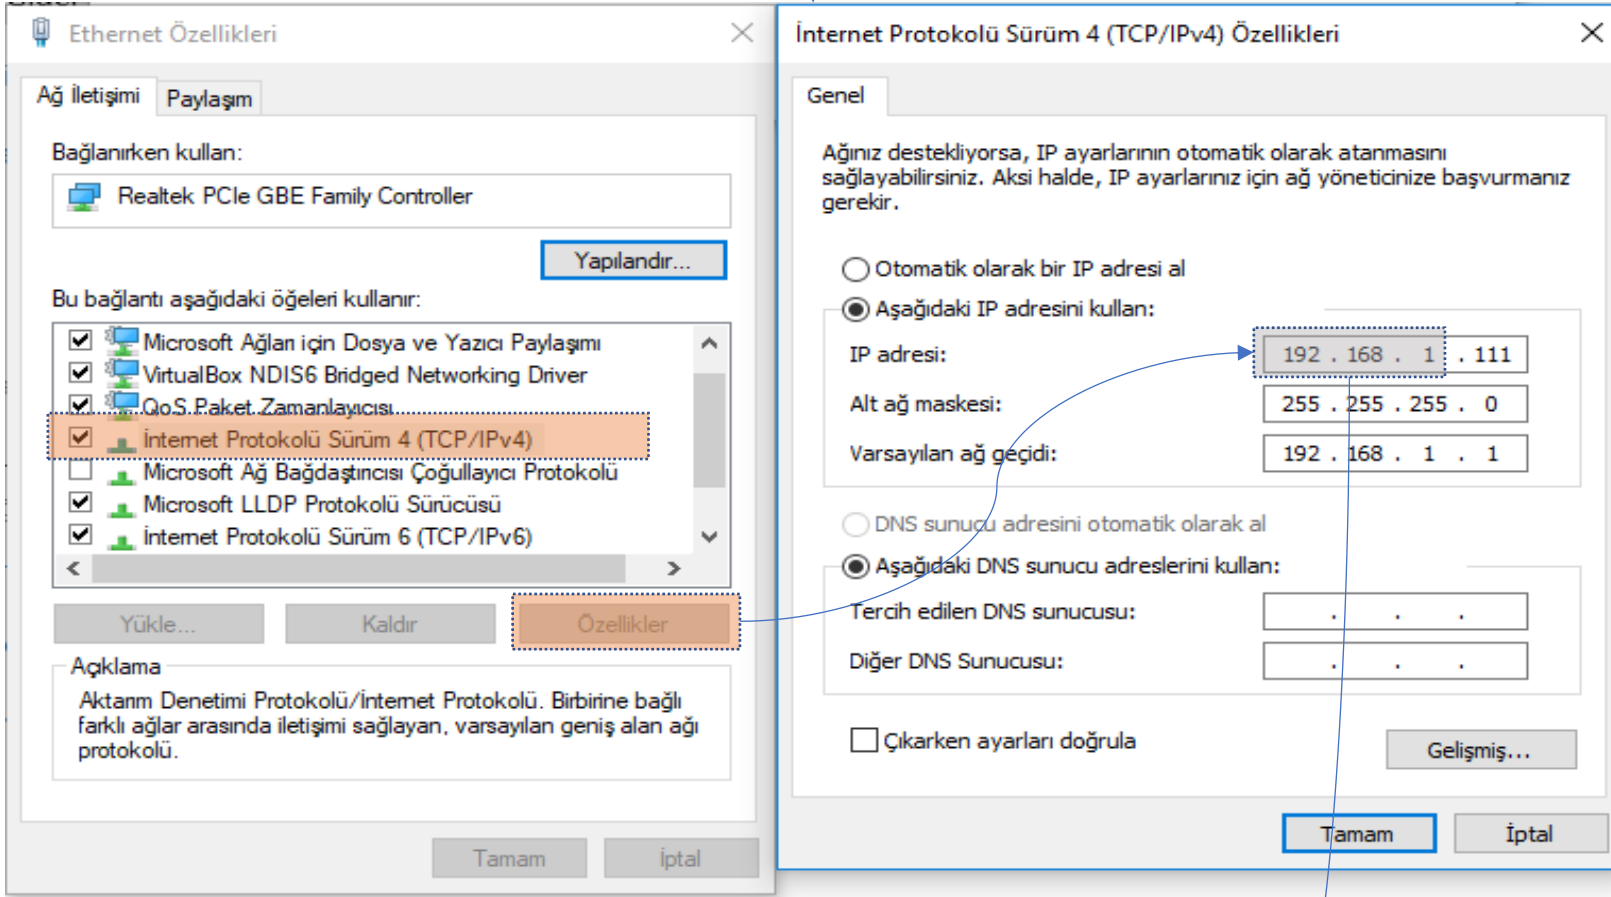 Ethernet Özellikleri
Ağ İletişimi
Paylaşım
Bağlanırken kullan:
Realtek PCIe GBE Family Controller
Yapılandır...
Bu bağlantı aşağıdaki öğeleri kullanır:
Microsoft Ağları için Dosya ve Yazıcı Paylaşımı
VirtualBox NDIS6 Bridged Networking Driver
QoS Paket Zamanlayıcısı
İnternet Protokolü Sürüm 4 (TCP/IPv4)
Microsoft Ağ Bağdaştırıcısı Çoğullayıcı Protokolü
Microsoft LLDP Protokolü Sürücüsü
İnternet Protokolü Sürüm 6 (TCP/IPv6)
Yükle...
Kaldır
Özellikler
Açıklama
Aktarım Denetimi Protokolü/İnternet Protokolü. Birbirine bağlı
farklı ağlar arasında iletişimi sağlayan, varsayılan geniş alan ağı
protokolü.
Tamam
İptal
İnternet Protokolü Sürüm 4 (TCP/IPv4) Özellikleri
Genel
Ağınız destekliyorsa, IP ayarlarının otomatik olarak atanmasını
sağlayabilirsiniz. Aksi halde, IP ayarlarınız için ağ yöneticinize başvurmanız
gerekir.
Otomatik olarak bir IP adresi al
Aşağıdaki IP adresini kullan:
IP adresi: 192 . 168 . 1 . 111
Alt ağ maskesi: 255 . 255 . 255 . 0
Varsayılan ağ geçidi: 192 . 168 . 1 . 1
DNS sunucu adresini otomatik olarak al
Aşağıdaki DNS sunucu adreslerini kullan:
Tercih edilen DNS sunucusu: . . .
Diğer DNS Sunucusu: . . .
Çıkarken ayarları doğrula
Gelişmiş...
Tamam
İptal